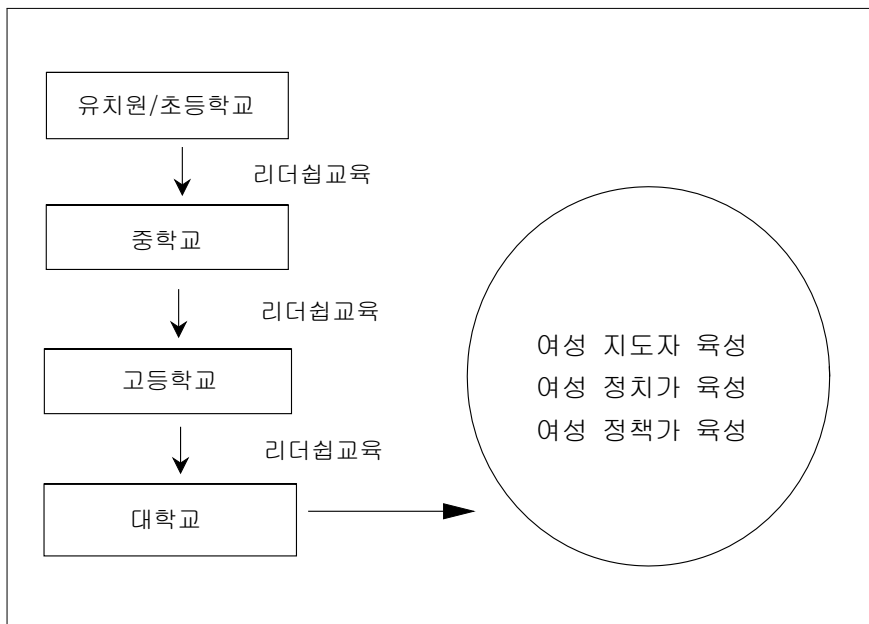 유치원/초등학교
리더쉽교육
중학교
리더쉽교육
고등학교
리더쉽교육
대학교
여성 지도자 육성
여성 정치가 육성
여성 정책가 육성